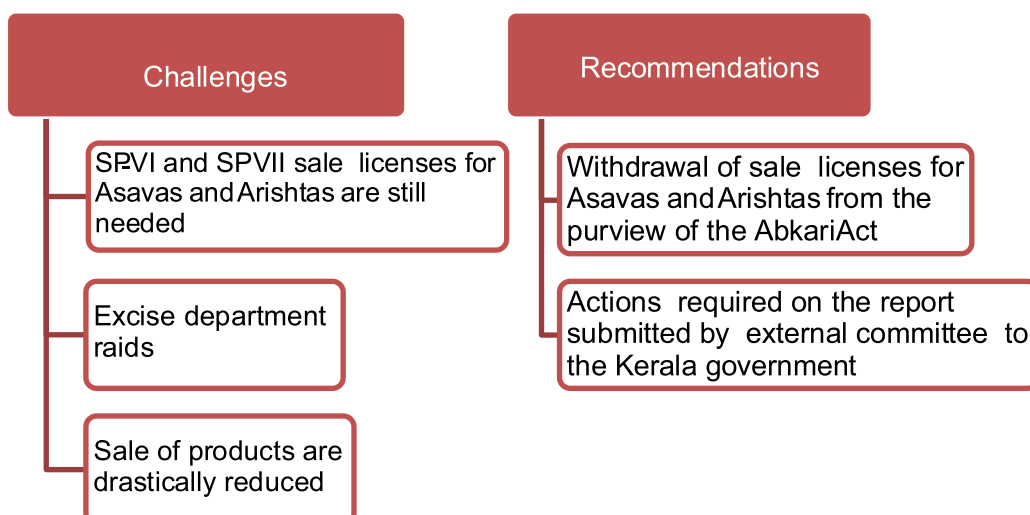 Challenges
SP-VI and SPVII sale licenses for
Asavas and Arishtas are still
needed
Excise department
raids
Sale of products are
drastically reduced
Recommendations
Withdrawal of sale licenses for
Asavas and Arishtas from the
purview of the AbkariAct
Actions required on the report
submitted by external committee to
the Kerala government